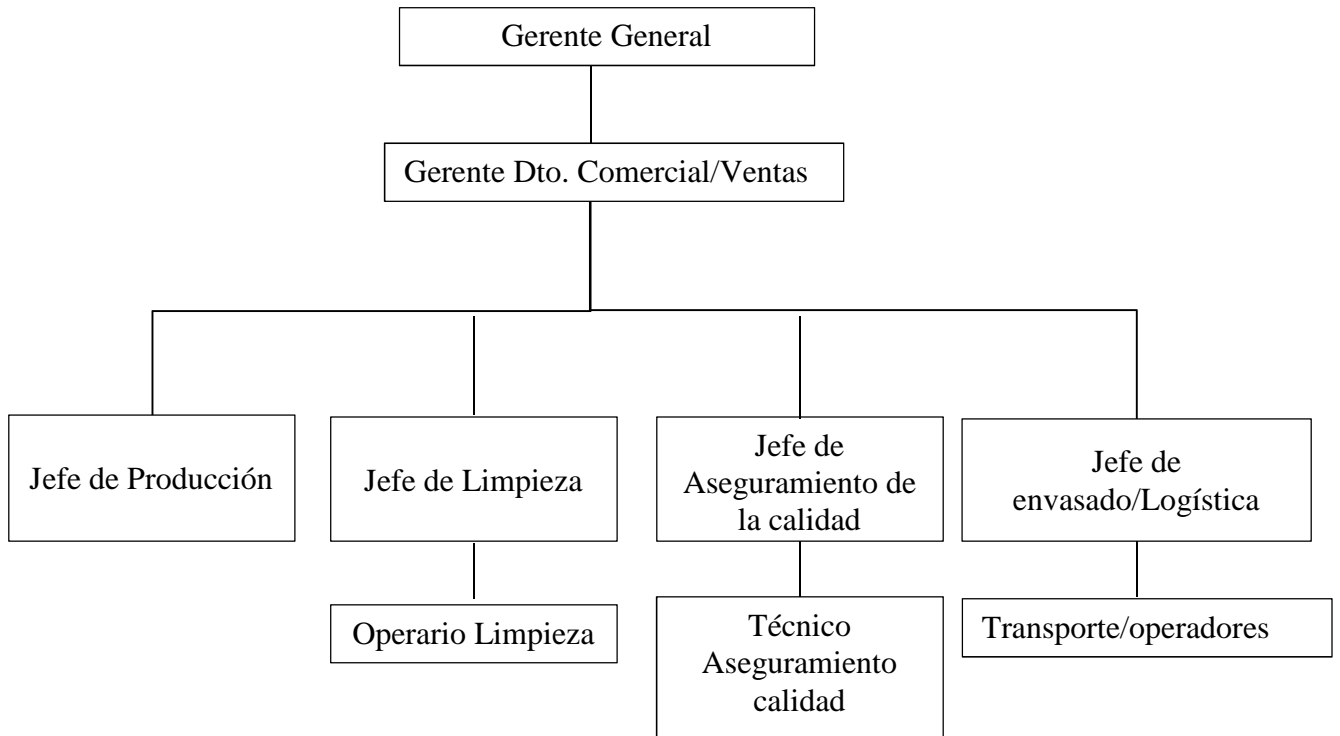 Gerente General
Gerente Dto. Comercial/Ventas
Jefe de Producción
Jefe de Limpieza
Jefe de
Aseguramiento de
la calidad
Jefe de
envasado/Logística
Operario Limpieza
Técnico
Aseguramiento
calidad
Transporte/operadores